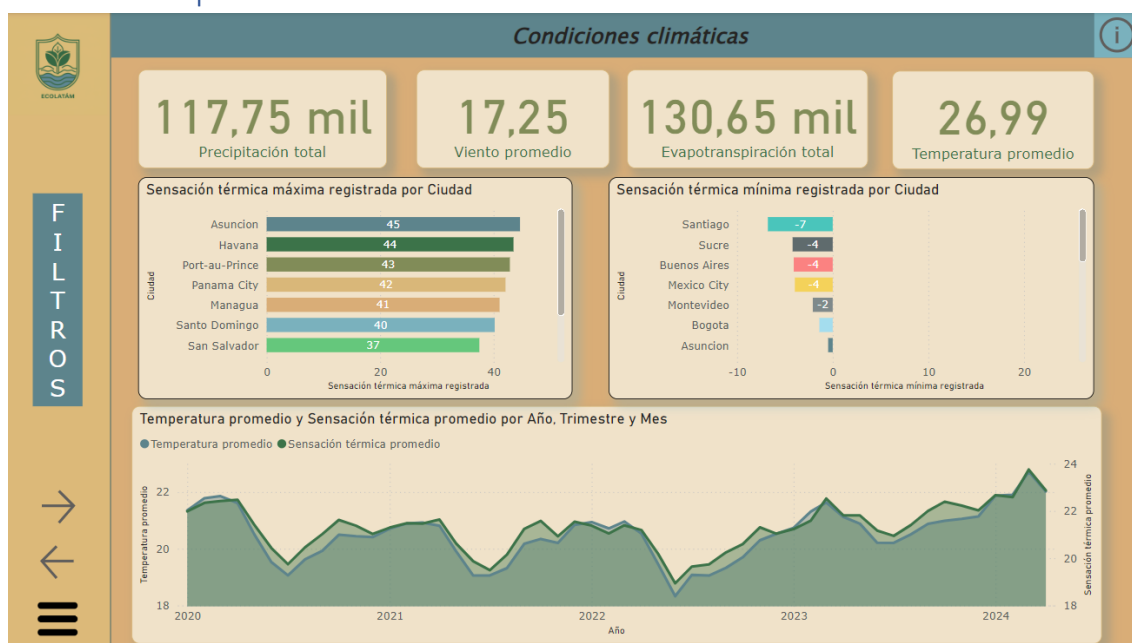 Condiciones climáticas
i
ECOLATAM
117,75 mil
Precipitación total
17,25
Viento promedio
130,65 mil
Evapotranspiración total
26,99
Temperatura promedio
FILTROS
Sensación térmica máxima registrada por Ciudad
Ciudad
Asuncion 45
Havana 44
Port-au-Prince 43
Panama City 42
Managua 41
Santo Domingo 40
San Salvador 37
0 20 40
Sensación térmica máxima registrada
Sensación térmica mínima registrada por Ciudad
Ciudad
Santiago -7
Sucre -4
Buenos Aires -4
Mexico City -4
Montevideo -2
Bogota
Asuncion
-10 0 10 20
Sensación térmica mínima registrada
Temperatura promedio y Sensación térmica promedio por Año, Trimestre y Mes
Temperatura promedio Sensación térmica promedio
Temperatura promedio
22
20
18
24
22
20
18
Sensación térmica promedio
2020 2021 2022 2023 2024
Año